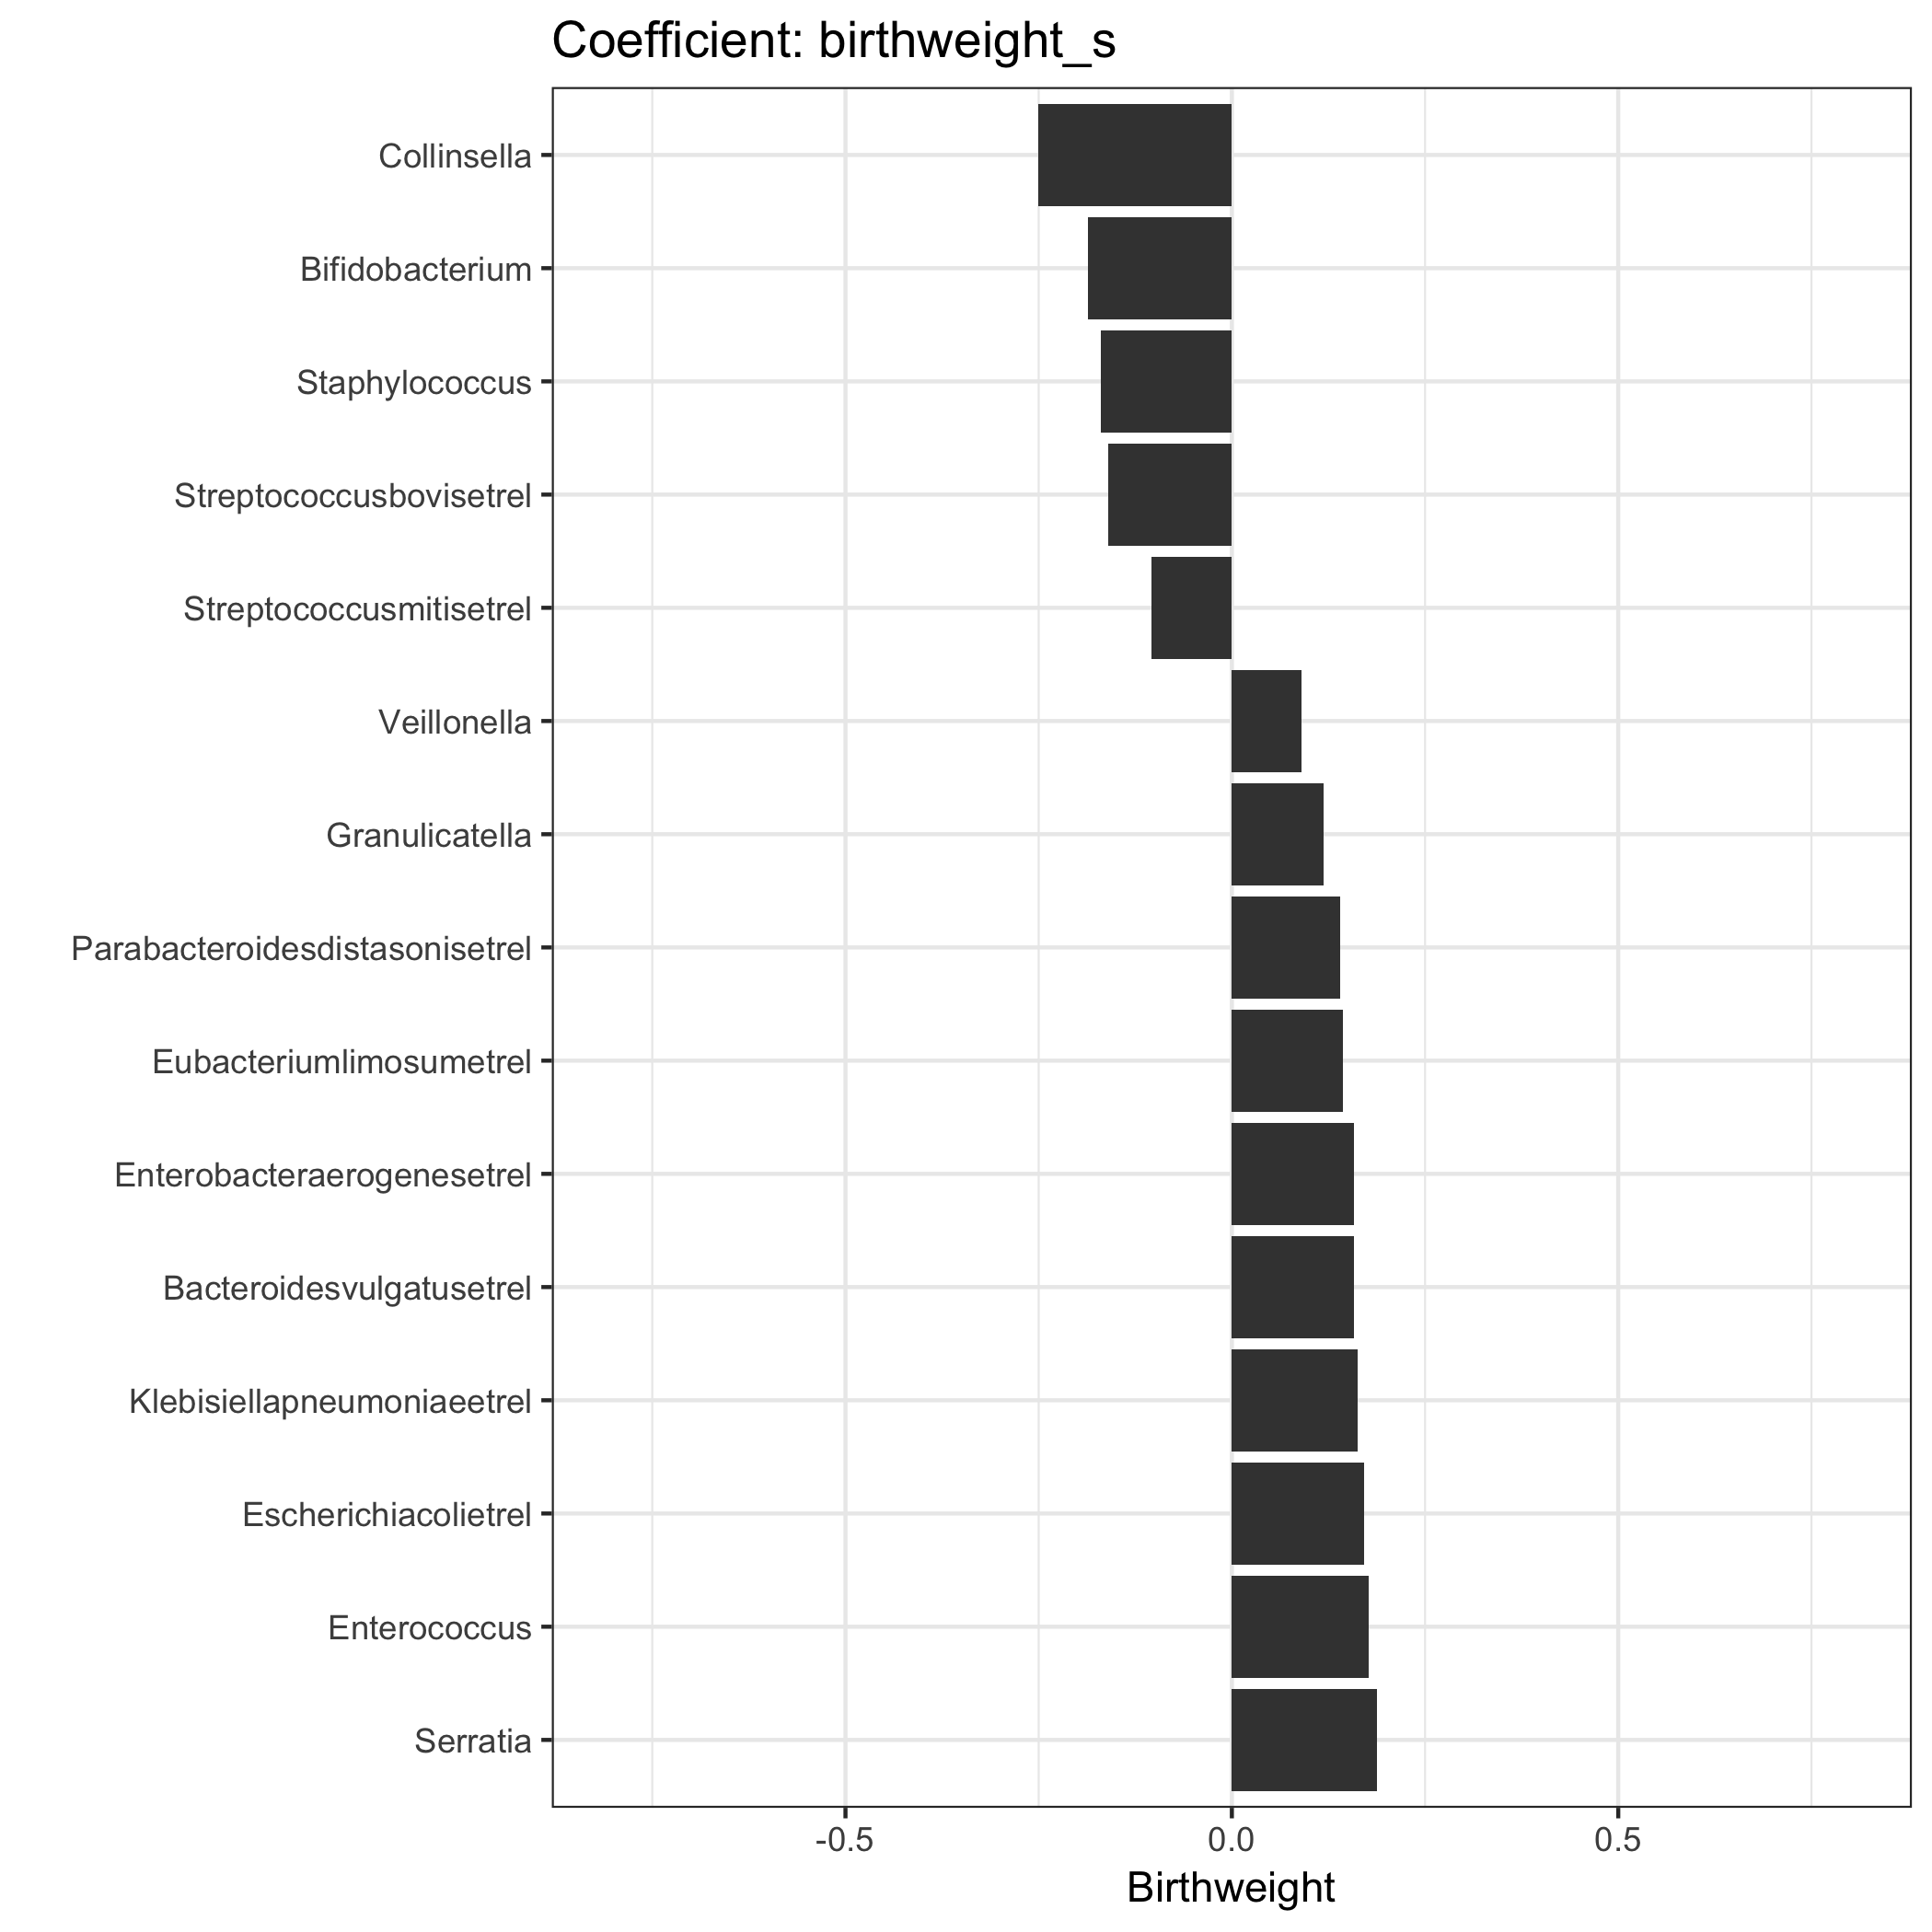 Coefficient: birthweight_s
Collinsella
Bifidobacterium
Staphylococcus
Streptococcusbovisetrel
Streptococcusmitisetrel
Veillonella
Granulicatella
Parabacteroidesdistasonisetrel
Eubacteriumlimosumetrel
Enterobacteraerogenesetrel
Bacteroidesvulgatusetrel
Klebisiellapneumoniaeetrel
Escherichiacolietrel
Enterococcus
Serratia
-0.5 0.0 0.5
Birthweight